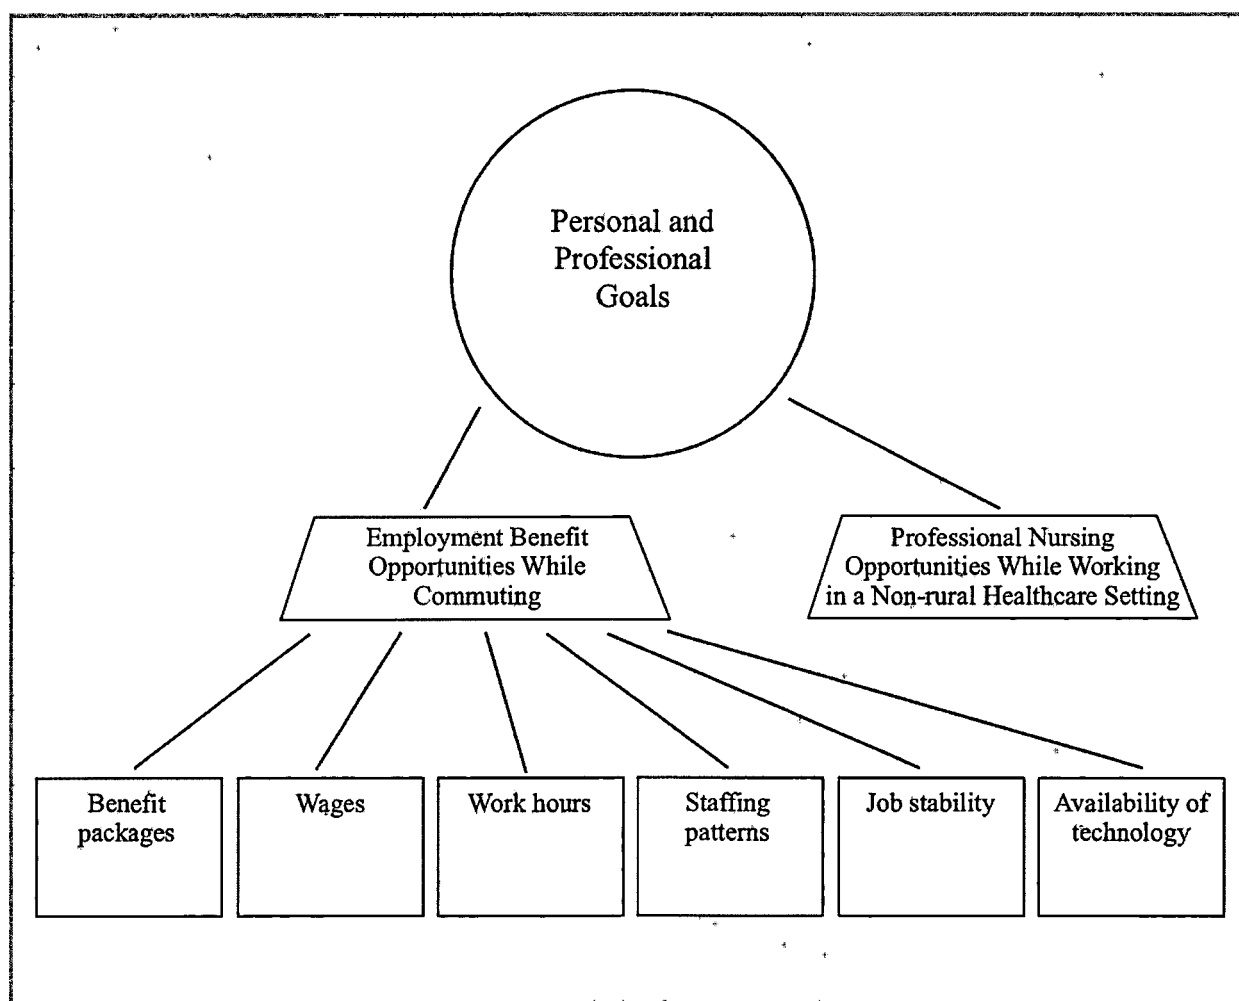 Personal and
Professional
Goals
Employment Benefit
Opportunities While
Commuting
Professional Nursing
Opportunities While Working
in a Non-rural Healthcare Setting
Benefit
packages
Wages
Work hours
Staffing
patterns
Job stability
Availability of
technology